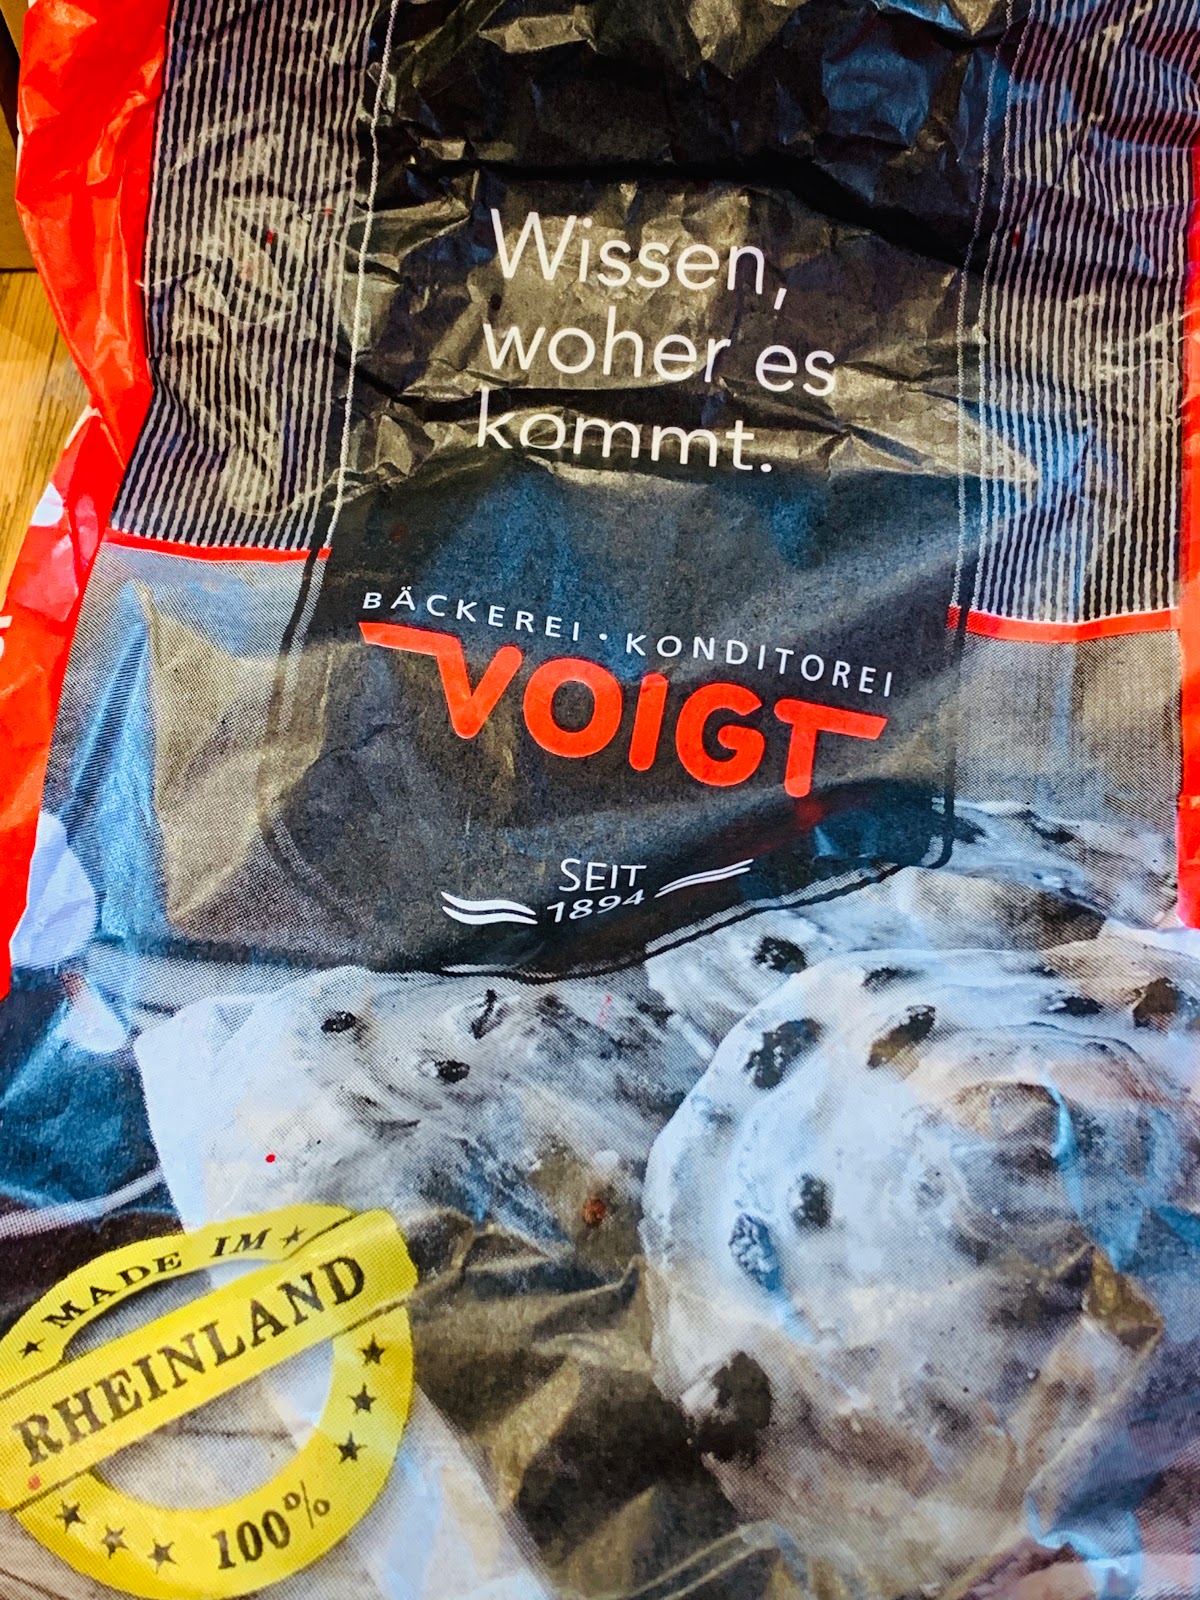 Wissen,
woher es
kommt.
BÄCKEREI · KONDITOREI
VOIGT
SEIT
1894
MADE IM
RHEINLAND
100%